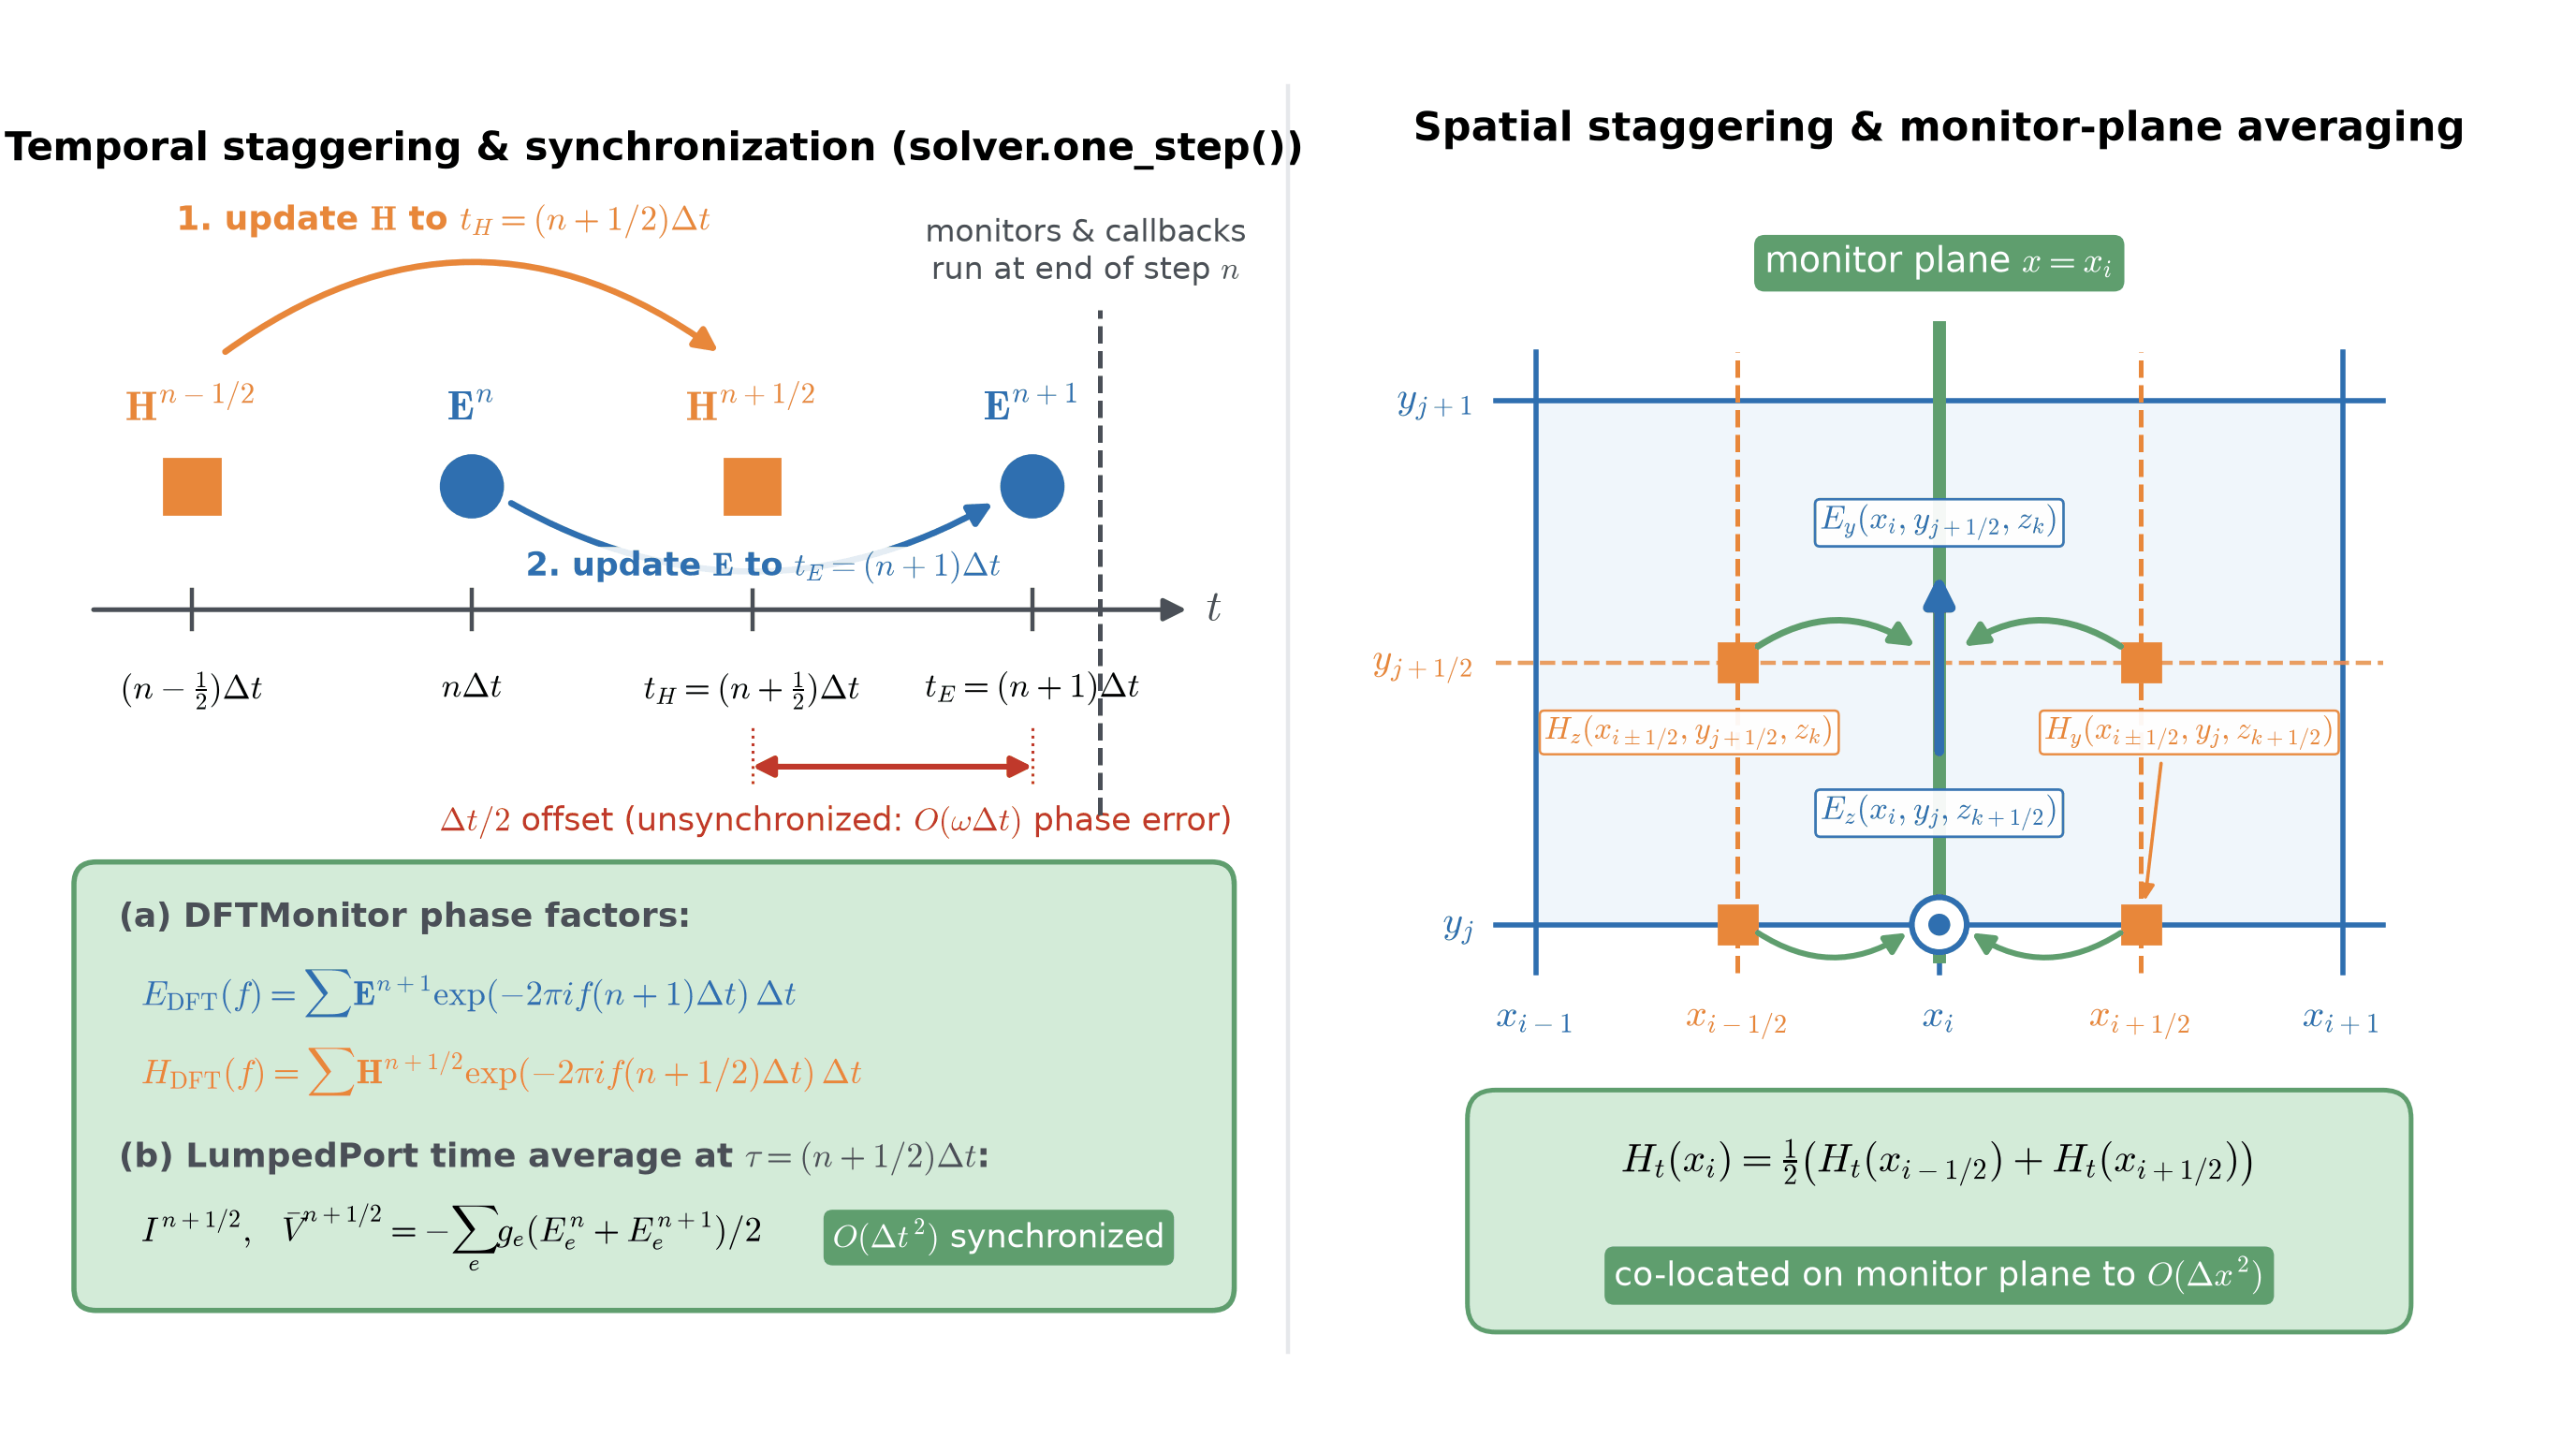 Temporal staggering & synchronization (solver.one_step())
1. update H to t_H = (n + 1/2)Δt
monitors & callbacks
run at end of step n
H^{n − 1/2}
E^n
H^{n + 1/2}
E^{n + 1}
2. update E to t_E = (n + 1)Δt
t
(n − 1/2)Δt
nΔt
t_H = (n + 1/2)Δt
t_E = (n + 1)Δt
Δt/2 offset (unsynchronized: O(ωΔt) phase error)
(a) DFTMonitor phase factors:
E_DFT(f) = ∑E^{n + 1}exp(−2πif(n + 1)Δt) Δt
H_DFT(f) = ∑H^{n + 1/2}exp(−2πif(n + 1/2)Δt) Δt
(b) LumpedPort time average at τ = (n + 1/2)Δt:
I^{n + 1/2}, V̄^{n + 1/2} = −∑_e g_e(E_e^n + E_e^{n + 1})/2
O(Δt^2) synchronized
Spatial staggering & monitor-plane averaging
monitor plane x = x_i
y_{j + 1}
E_y(x_i, y_{j + 1/2}, z_k)
y_{j + 1/2}
H_z(x_{i ± 1/2}, y_{j + 1/2}, z_k)
H_y(x_{i ± 1/2}, y_j, z_{k + 1/2})
E_z(x_i, y_j, z_{k + 1/2})
y_j
x_{i − 1}
x_{i − 1/2}
x_i
x_{i + 1/2}
x_{i + 1}
H_t(x_i) = 1/2(H_t(x_{i − 1/2}) + H_t(x_{i + 1/2}))
co-located on monitor plane to O(Δx^2)